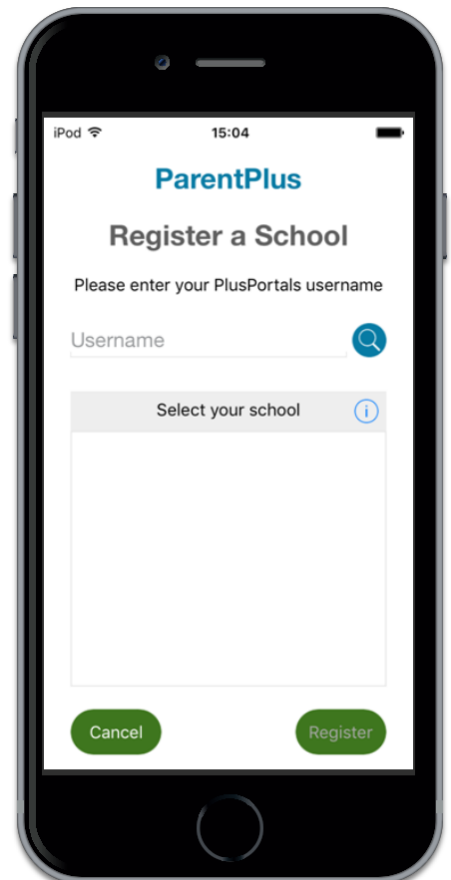 iPod 15:04
ParentPlus
Register a School
Please enter your PlusPortals username
Username
Select your school i
Cancel Register